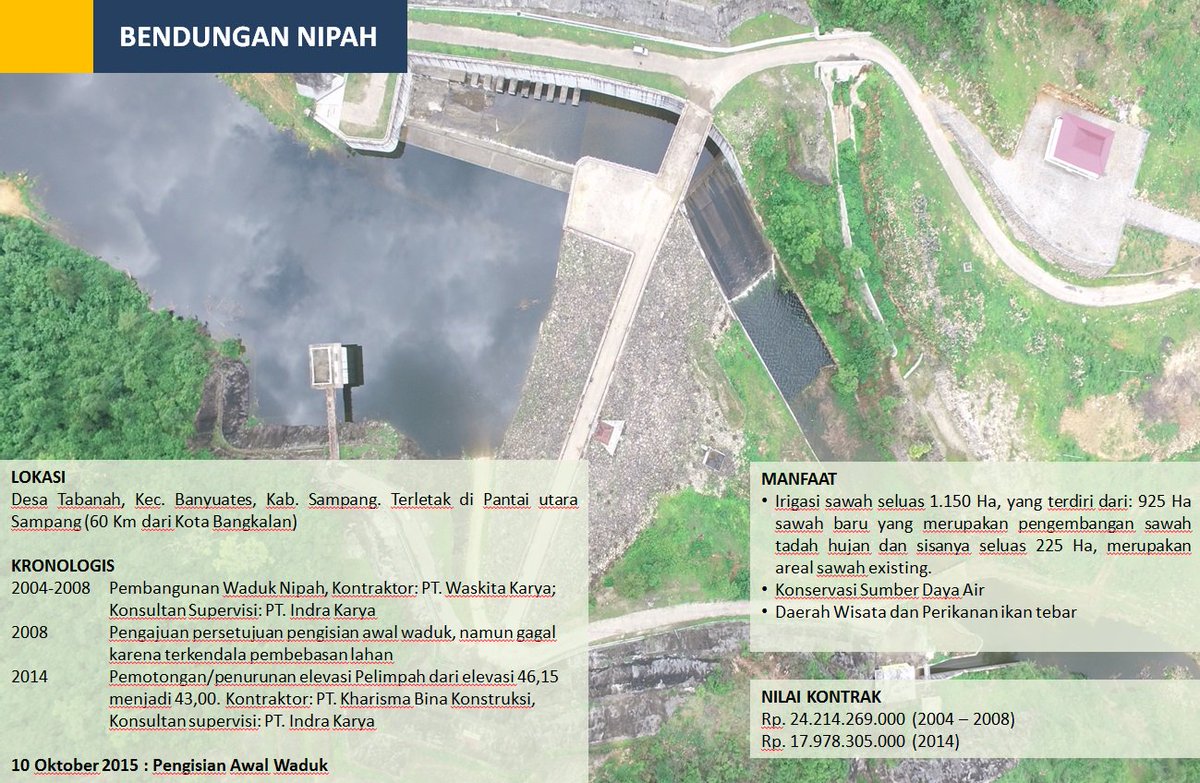 BENDUNGAN NIPAH
LOKASI
Desa Tabanah, Kec. Banyuates, Kab. Sampang. Terletak di Pantai utara
Sampang (60 Km dari Kota Bangkalan)
KRONOLOGIS
2004-2008 Pembangunan Waduk Nipah, Kontraktor: PT. Waskita Karya;
Konsultan Supervisi: PT. Indra Karya
2008 Pengajuan persetujuan pengisian awal waduk, namun gagal
karena terkendala pembebasan lahan
2014 Pemotongan/penurunan elevasi Pelimpah dari elevasi 46,15
menjadi 43,00. Kontraktor: PT. Kharisma Bina Konstruksi,
Konsultan supervisi: PT. Indra Karya
10 Oktober 2015 : Pengisian Awal Waduk
MANFAAT
• Irigasi sawah seluas 1.150 Ha, yang terdiri dari: 925 Ha
sawah baru yang merupakan pengembangan sawah
tadah hujan dan sisanya seluas 225 Ha, merupakan
areal sawah existing.
• Konservasi Sumber Daya Air
• Daerah Wisata dan Perikanan ikan tebar
NILAI KONTRAK
Rp. 24.214.269.000 (2004 – 2008)
Rp. 17.978.305.000 (2014)